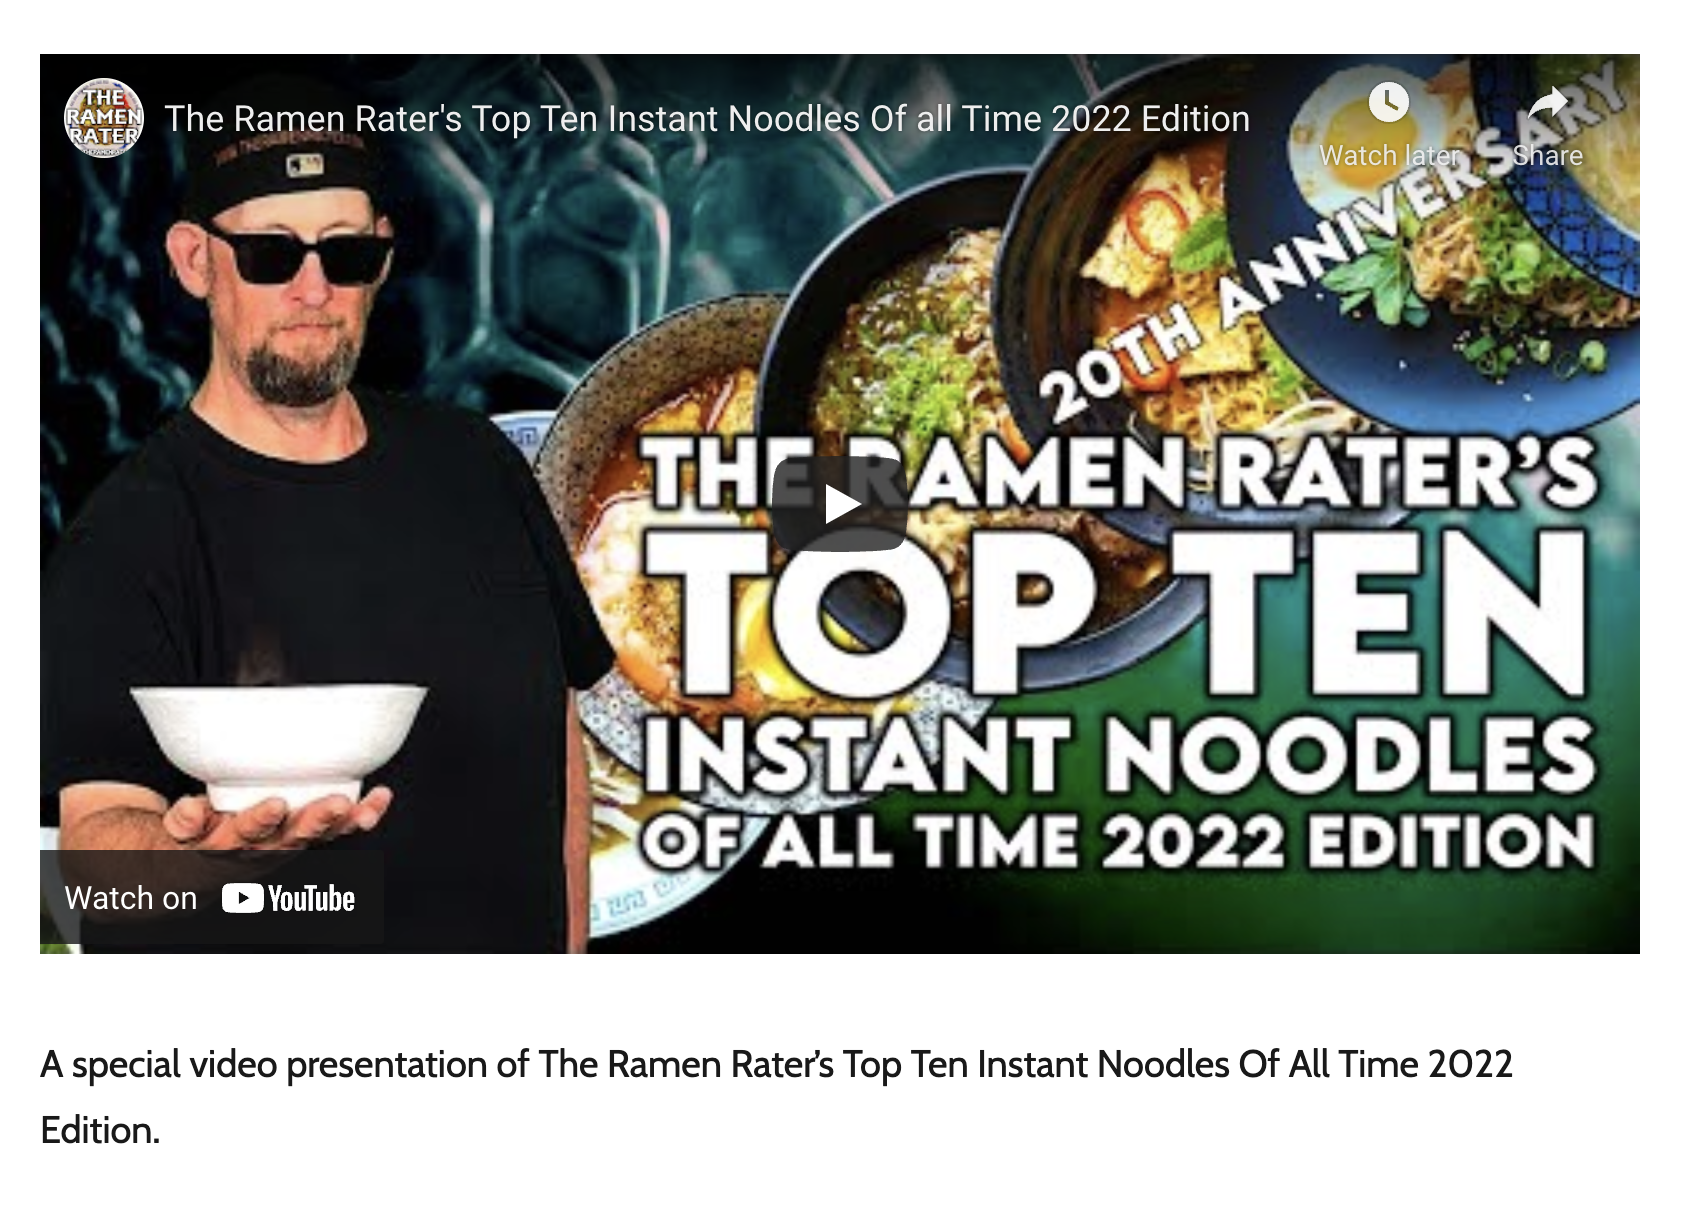 THE
RAMEN
RATER
The Ramen Rater's Top Ten Instant Noodles Of all Time 2022 Edition
Watch later
Share
20TH ANNIVERSARY
THE RAMEN RATER'S
TOP TEN
INSTANT NOODLES
OF ALL TIME 2022 EDITION
Watch on YouTube
A special video presentation of The Ramen Rater’s Top Ten Instant Noodles Of All Time 2022
Edition.